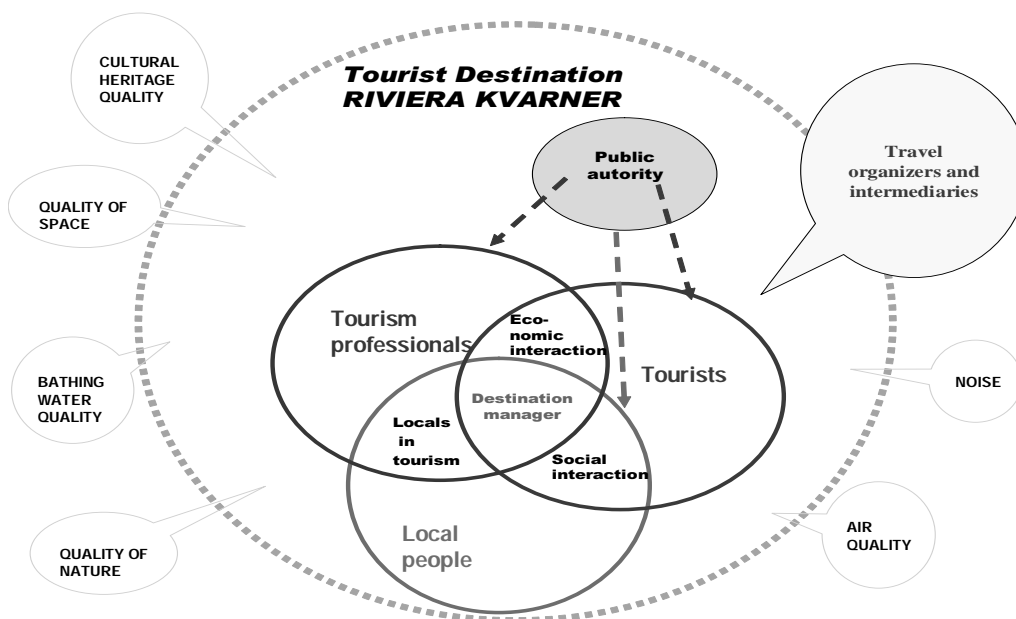 CULTURAL
HERITAGE
QUALITY
Tourist Destination
RIVIERA KVARNER
Public
autority
Travel
organizers and
intermediaries
QUALITY OF
SPACE
Tourism
professionals
Eco-
nomic
interaction
Tourists
BATHING
WATER
QUALITY
NOISE
Destination
manager
Locals
in
tourism
Social
interaction
Local
people
QUALITY OF
NATURE
AIR
QUALITY